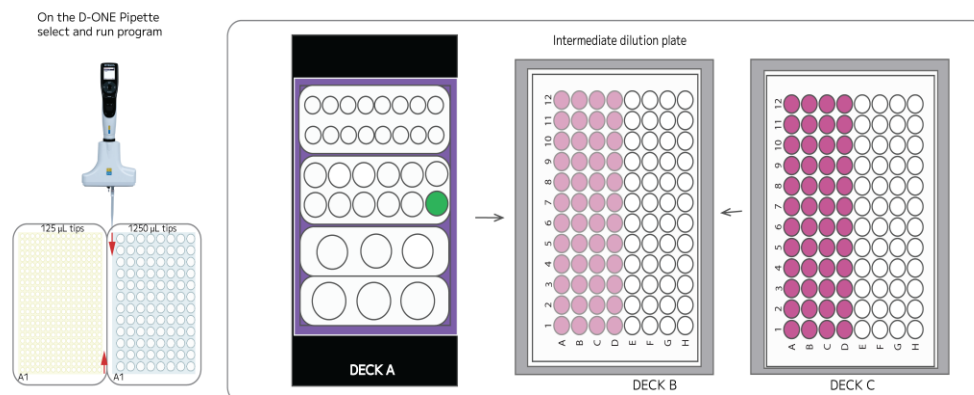 On the D-ONE Pipette
select and run program
125 µL tips
1250 µL tips
A1
A1
DECK A
Intermediate dilution plate
12
11
10
9
8
7
6
5
4
3
2
1
A B C D E F G H
DECK B
12
11
10
9
8
7
6
5
4
3
2
1
A B C D E F G H
DECK C